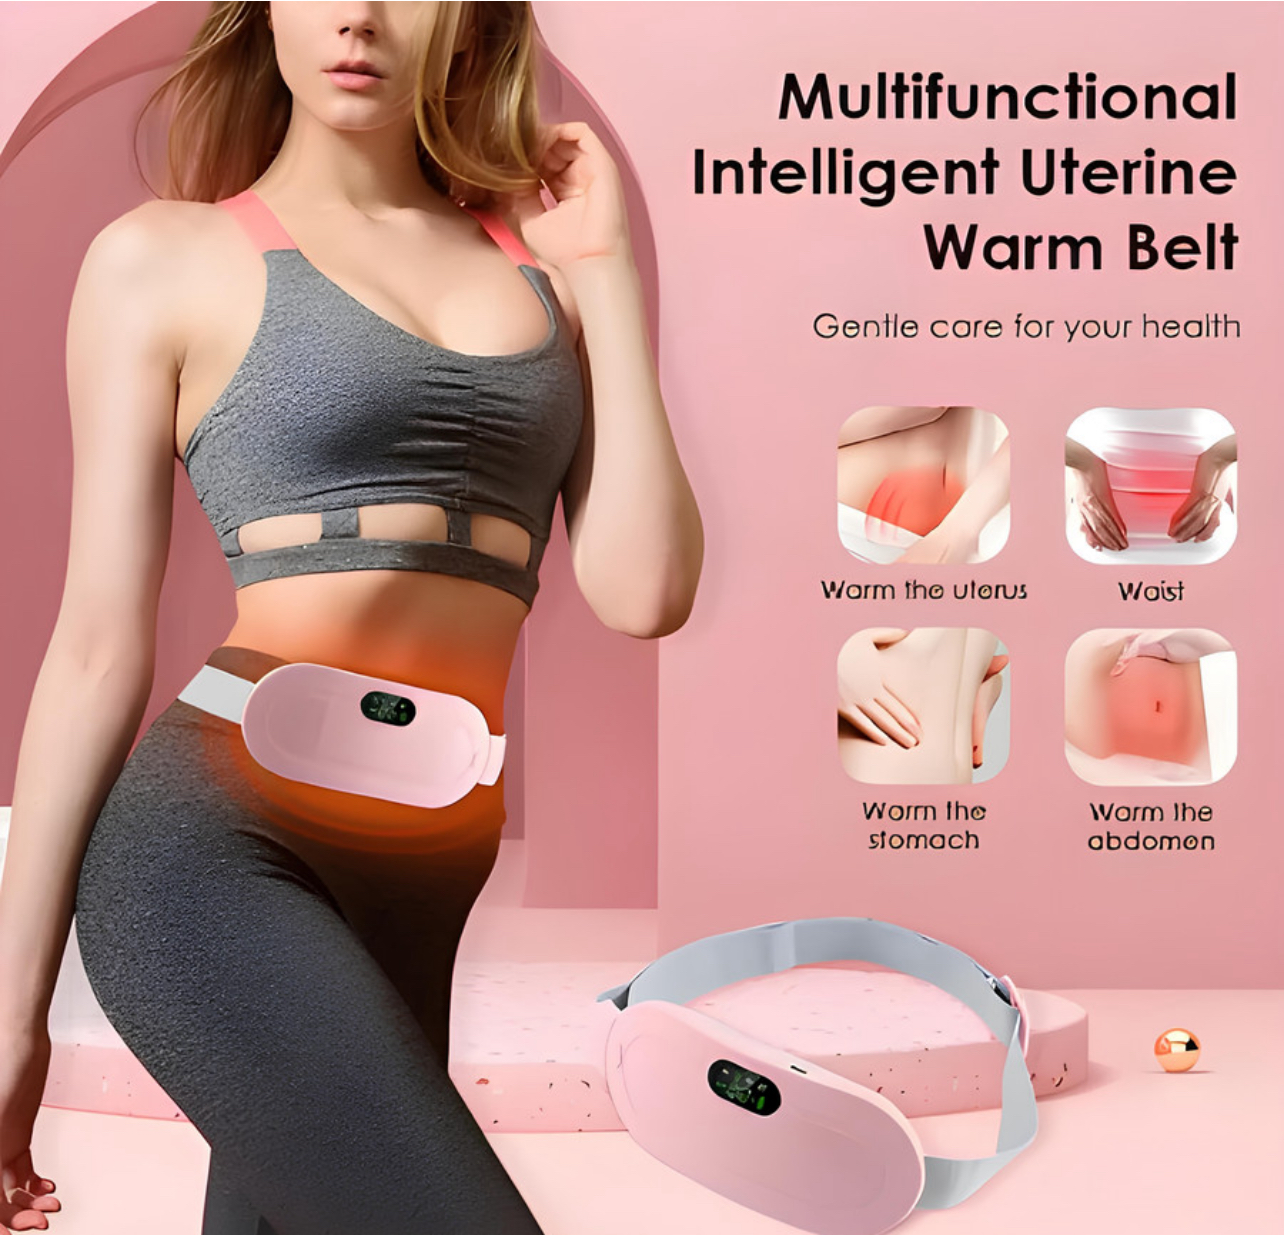 Multifunctional
Intelligent Uterine
Warm Belt
Gentle care for your health
Warm the uterus
Waist
Warm the
stomach
Warm the
abdomen